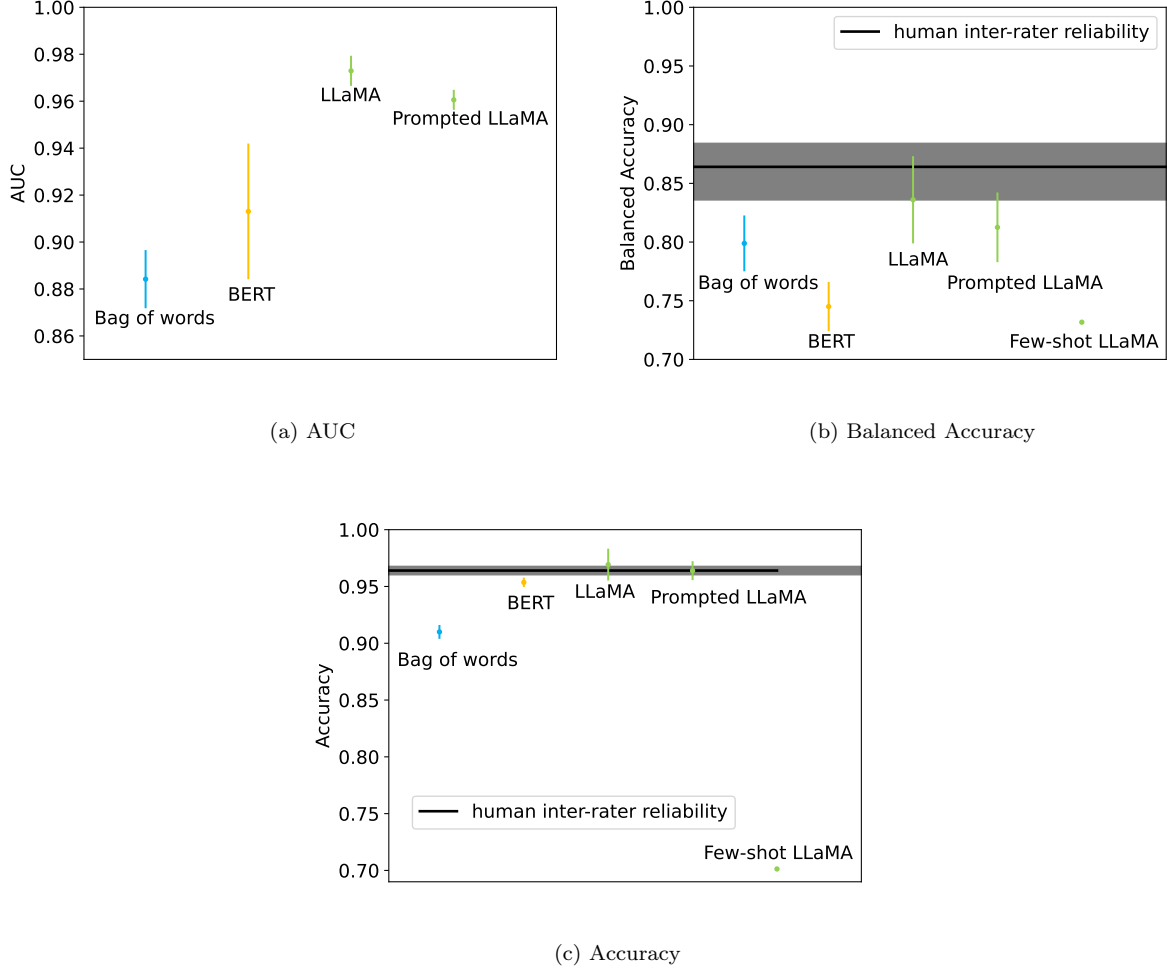 1.00
0.98
0.96
0.94
0.92
0.90
0.88
0.86
AUC
LLaMA
Prompted LLaMA
BERT
Bag of words
(a) AUC
1.00
0.95
0.90
0.85
0.80
0.75
0.70
Balanced Accuracy
human inter-rater reliability
LLaMA
Bag of words
Prompted LLaMA
BERT
Few-shot LLaMA
(b) Balanced Accuracy
1.00
0.95
0.90
0.85
0.80
0.75
0.70
Accuracy
LLaMA
BERT
Prompted LLaMA
Bag of words
human inter-rater reliability
Few-shot LLaMA
(c) Accuracy